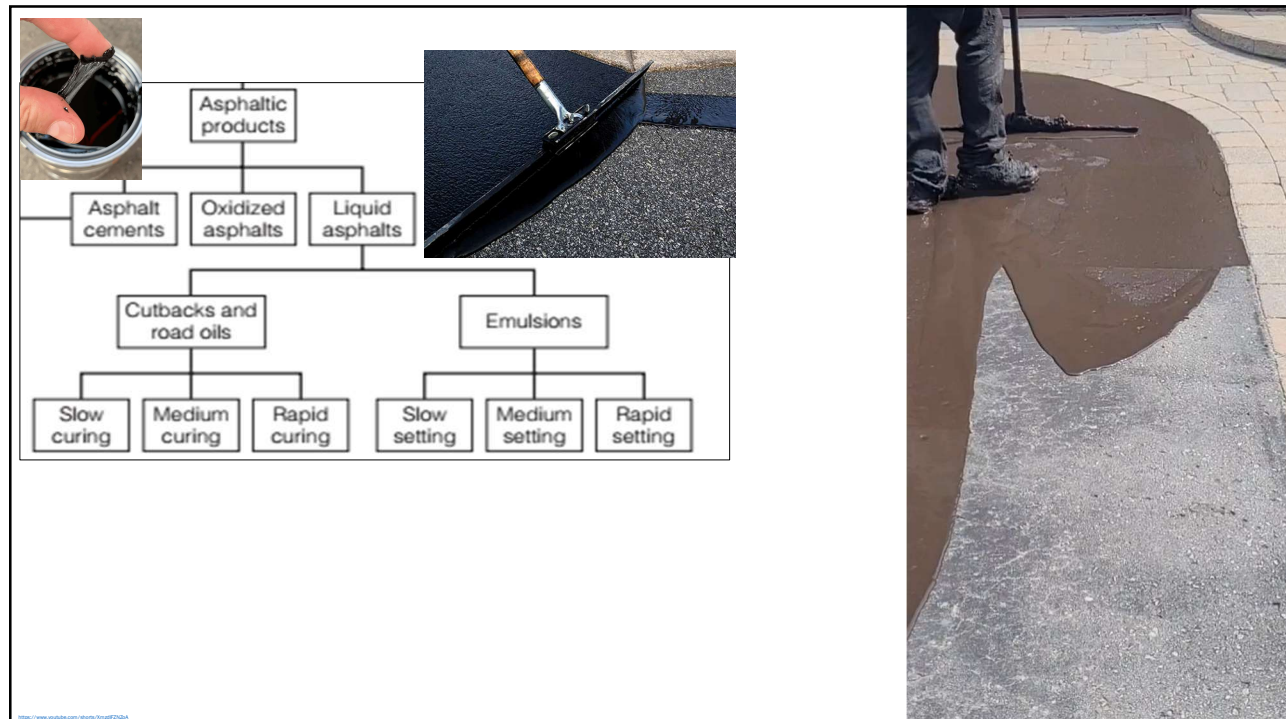 Asphaltic
products
Asphalt
cements
Oxidized
asphalts
Liquid
asphalts
Cutbacks and
road oils
Emulsions
Slow
curing
Medium
curing
Rapid
curing
Slow
setting
Medium
setting
Rapid
setting